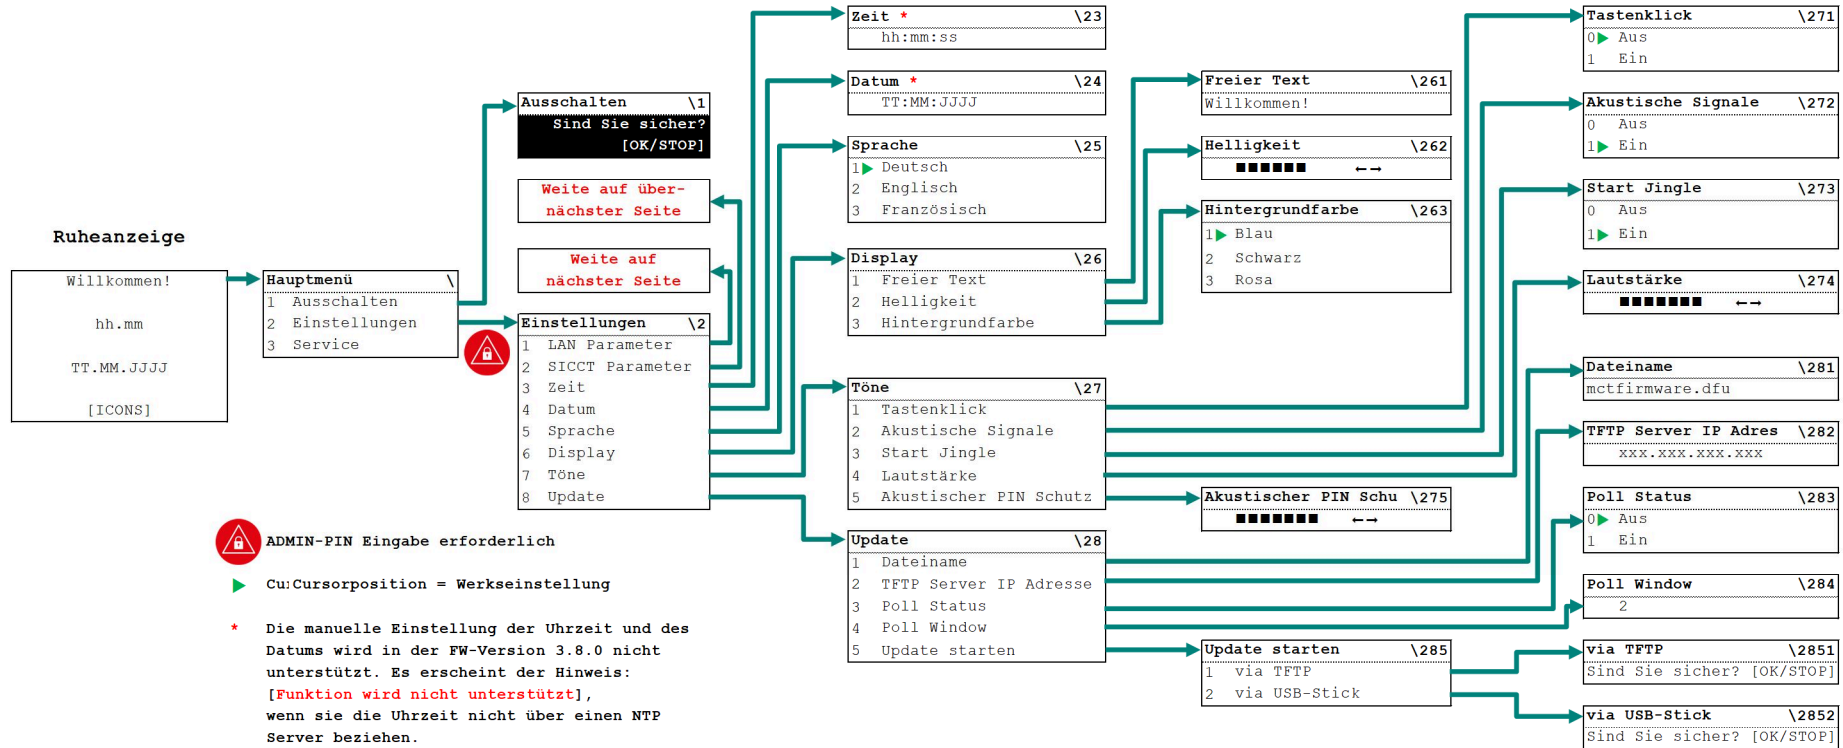 Ruheanzeige
Willkommen!
hh.mm
TT.MM.JJJJ
[ICONS]
Hauptmenü \
1 Ausschalten
2 Einstellungen
3 Service
Ausschalten \1
Sind Sie sicher?
[OK/STOP]
Weite auf über-
nächster Seite
Weite auf
nächster Seite
Einstellungen \2
1 LAN Parameter
2 SICCT Parameter
3 Zeit
4 Datum
5 Sprache
6 Display
7 Töne
8 Update
Zeit * \23
hh:mm:ss
Datum * \24
TT:MM:JJJJ
Sprache \25
1 Deutsch
2 Englisch
3 Französisch
Display \26
1 Freier Text
2 Helligkeit
3 Hintergrundfarbe
Töne \27
1 Tastenklick
2 Akustische Signale
3 Start Jingle
4 Lautstärke
5 Akustischer PIN Schutz
Update \28
1 Dateiname
2 TFTP Server IP Adresse
3 Poll Status
4 Poll Window
5 Update starten
Freier Text \261
Willkommen!
Helligkeit \262
■■■■■■ ←→
Hintergrundfarbe \263
1 Blau
2 Schwarz
3 Rosa
Akustischer PIN Schu \275
■■■■■■■ ←→
Update starten \285
1 via TFTP
2 via USB-Stick
Tastenklick \271
0 Aus
1 Ein
Akustische Signale \272
0 Aus
1 Ein
Start Jingle \273
0 Aus
1 Ein
Lautstärke \274
■■■■■■■ ←→
Dateiname \281
mctfirmware.dfu
TFTP Server IP Adres \282
xxx.xxx.xxx.xxx
Poll Status \283
0 Aus
1 Ein
Poll Window \284
2
via TFTP \2851
Sind Sie sicher? [OK/STOP]
via USB-Stick \2852
Sind Sie sicher? [OK/STOP]
ADMIN-PIN Eingabe erforderlich
Cu:Cursorposition = Werkseinstellung
* Die manuelle Einstellung der Uhrzeit und des
Datums wird in der FW-Version 3.8.0 nicht
unterstützt. Es erscheint der Hinweis:
[Funktion wird nicht unterstützt],
wenn sie die Uhrzeit nicht über einen NTP
Server beziehen.